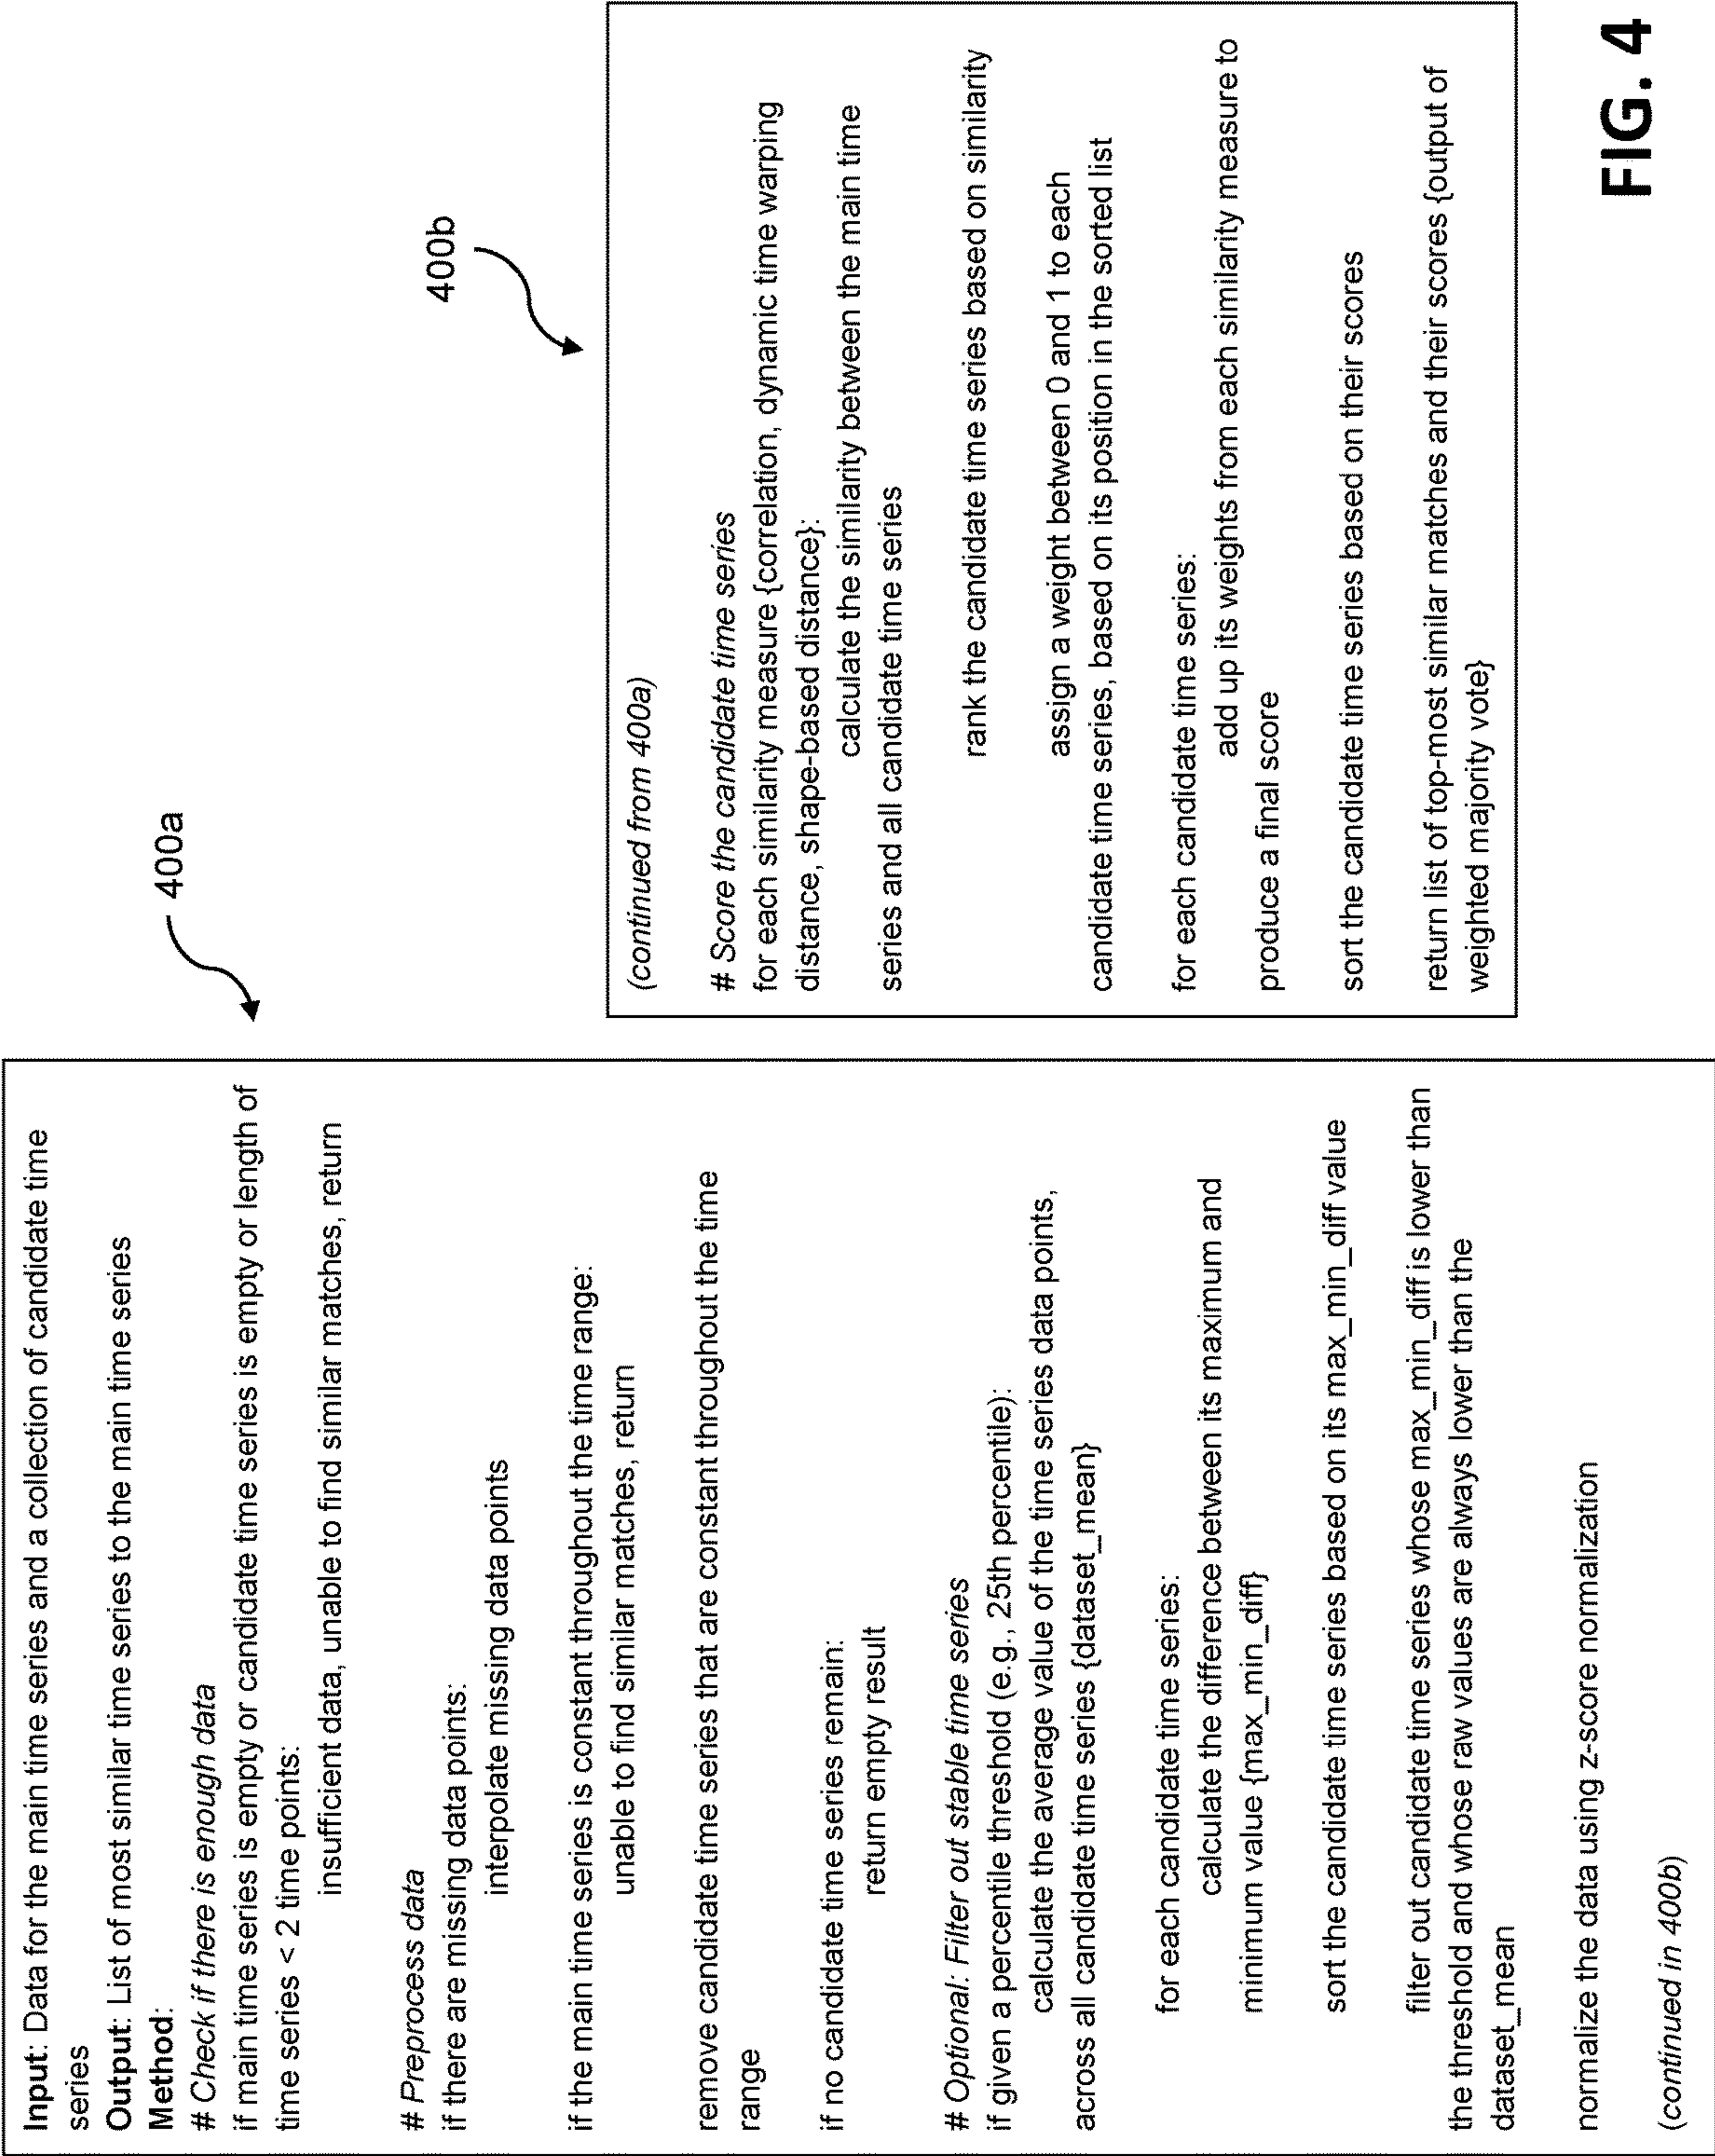 400a
Input: Data for the main time series and a collection of candidate time
series
Output: List of most similar time series to the main time series
Method:
# Check if there is enough data
if main time series is empty or candidate time series is empty or length of
time series < 2 time points:
insufficient data, unable to find similar matches, return
# Preprocess data
if there are missing data points:
interpolate missing data points
if the main time series is constant throughout the time range:
unable to find similar matches, return
remove candidate time series that are constant throughout the time
range
if no candidate time series remain:
return empty result
# Optional: Filter out stable time series
if given a percentile threshold (e.g., 25th percentile):
calculate the average value of the time series data points,
across all candidate time series {dataset_mean}
for each candidate time series:
calculate the difference between its maximum and
minimum value {max_min_diff}
sort the candidate time series based on its max_min_diff value
filter out candidate time series whose max_min_diff is lower than
the threshold and whose raw values are always lower than the
dataset_mean
normalize the data using z-score normalization
(continued in 400b)
400b
(continued from 400a)
# Score the candidate time series
for each similarity measure {correlation, dynamic time warping
distance, shape-based distance}:
calculate the similarity between the main time
series and all candidate time series
rank the candidate time series based on similarity
assign a weight between 0 and 1 to each
candidate time series, based on its position in the sorted list
for each candidate time series:
add up its weights from each similarity measure to
produce a final score
sort the candidate time series based on their scores
return list of top-most similar matches and their scores {output of
weighted majority vote}
FIG. 4